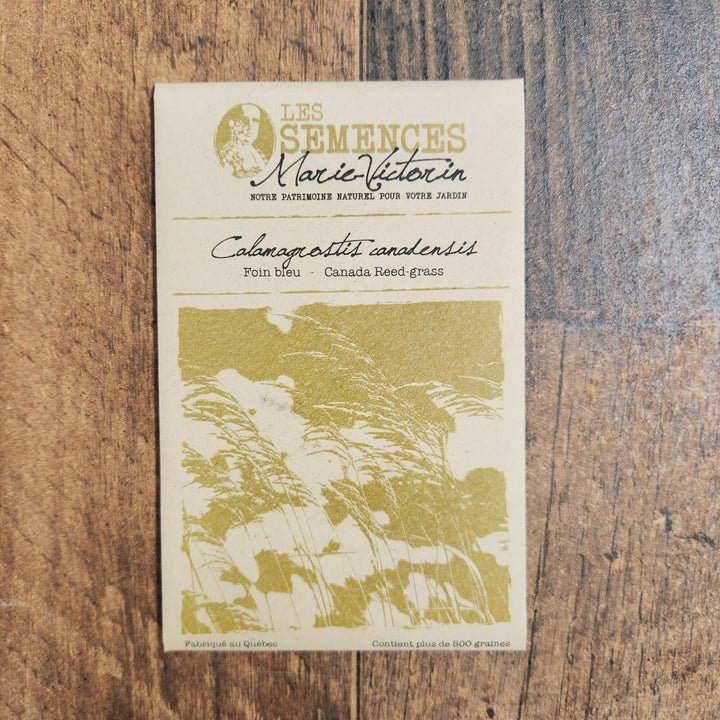 LES
SEMENCES
Marie-Victorin
NOTRE PATRIMOINE NATUREL POUR VOTRE JARDIN
Calamagrostis canadensis
Foin bleu - Canada Reed-grass
Fabriqué au Québec Contient plus de 500 graines